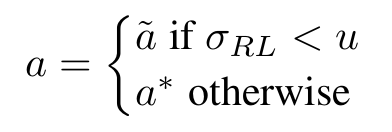 a = { ã if σ_RL < u
a* otherwise